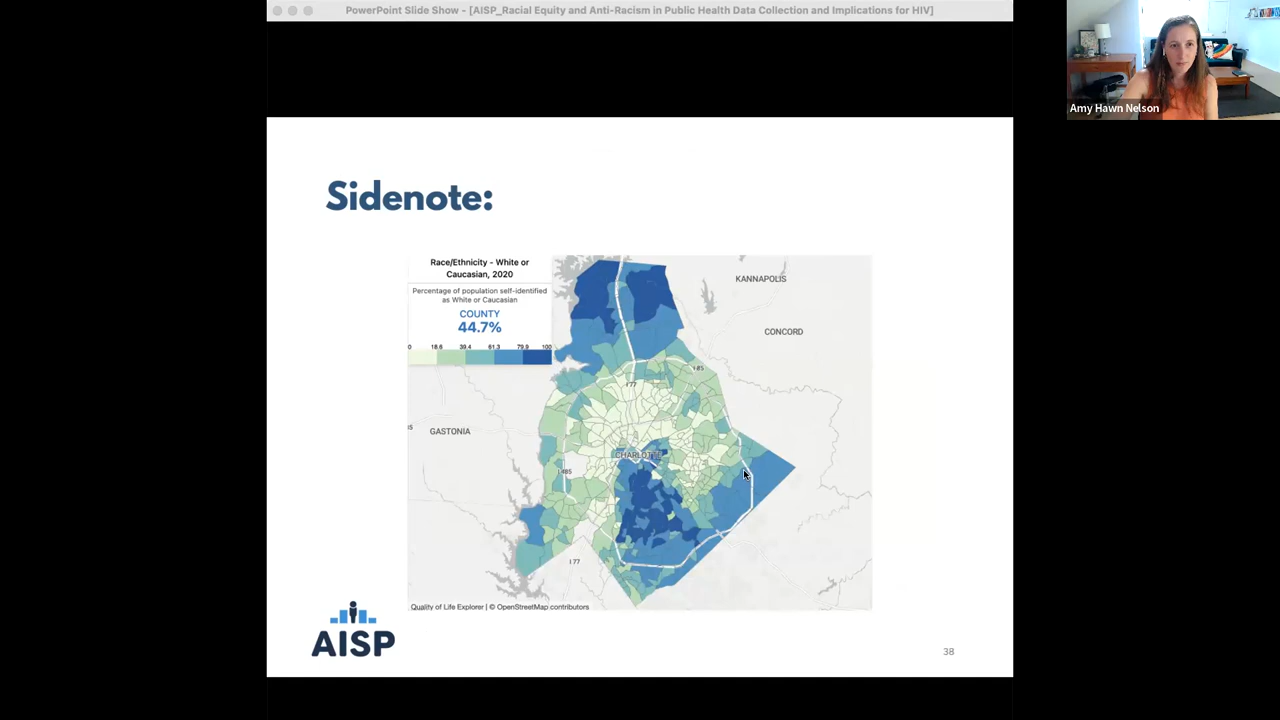 PowerPoint Slide Show - [AISP_Racial Equity and Anti-Racism in Public Health Data Collection and Implications for HIV]
Amy Hawn Nelson
Sidenote:
Race/Ethnicity - White or
Caucasian, 2020
Percentage of population self-identified
as White or Caucasian
COUNTY
44.7%
0 18.6 39.4 61.3 79.9 100
KANNAPOLIS
CONCORD
I-85
I77
GASTONIA
85
CHARLOTTE
I485
I 77
Quality of Life Explorer | © OpenStreetMap contributors
AISP
38